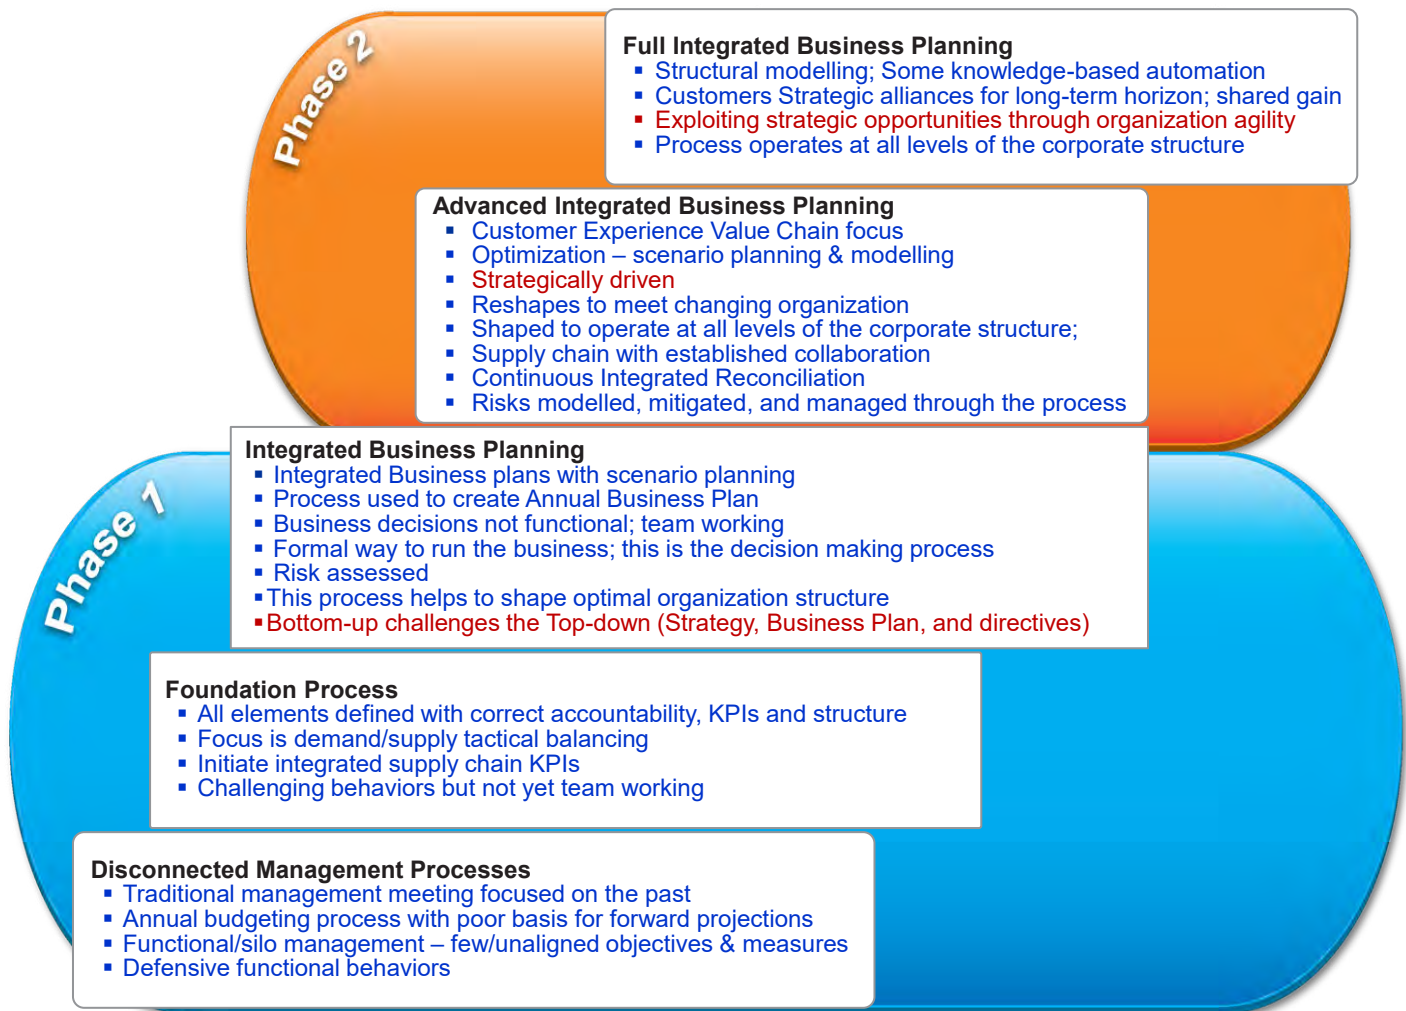 Phase 2
Full Integrated Business Planning
▪ Structural modelling; Some knowledge-based automation
▪ Customers Strategic alliances for long-term horizon; shared gain
▪ Exploiting strategic opportunities through organization agility
▪ Process operates at all levels of the corporate structure
Advanced Integrated Business Planning
▪ Customer Experience Value Chain focus
▪ Optimization – scenario planning & modelling
▪ Strategically driven
▪ Reshapes to meet changing organization
▪ Shaped to operate at all levels of the corporate structure;
▪ Supply chain with established collaboration
▪ Continuous Integrated Reconciliation
▪ Risks modelled, mitigated, and managed through the process
Phase 1
Integrated Business Planning
▪ Integrated Business plans with scenario planning
▪ Process used to create Annual Business Plan
▪ Business decisions not functional; team working
▪ Formal way to run the business; this is the decision making process
▪ Risk assessed
▪ This process helps to shape optimal organization structure
▪ Bottom-up challenges the Top-down (Strategy, Business Plan, and directives)
Foundation Process
▪ All elements defined with correct accountability, KPIs and structure
▪ Focus is demand/supply tactical balancing
▪ Initiate integrated supply chain KPIs
▪ Challenging behaviors but not yet team working
Disconnected Management Processes
▪ Traditional management meeting focused on the past
▪ Annual budgeting process with poor basis for forward projections
▪ Functional/silo management – few/unaligned objectives & measures
▪ Defensive functional behaviors